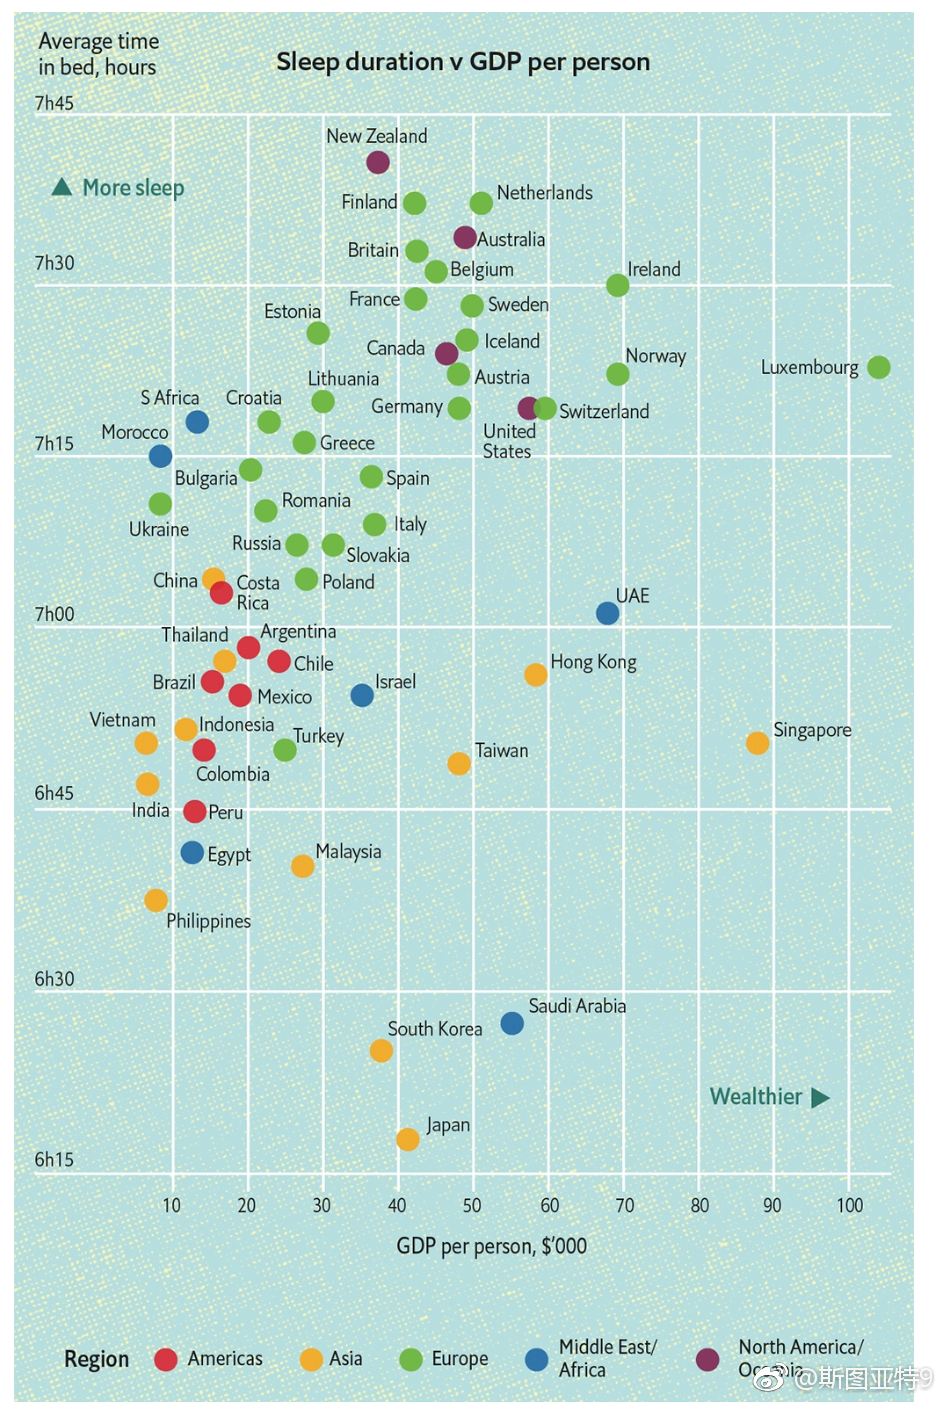 Average time
in bed, hours
Sleep duration v GDP per person
7h45
New Zealand
▲ More sleep
Finland
Netherlands
Australia
Britain
Belgium
7h30
Ireland
France
Sweden
Estonia
Iceland
Canada
Norway
Luxembourg
Austria
Lithuania
S Africa
Croatia
Germany
Switzerland
United
States
Morocco
7h15
Greece
Bulgaria
Spain
Romania
Ukraine
Italy
Russia
Slovakia
China
Costa
Rica
Poland
UAE
7h00
Thailand
Argentina
Chile
Hong Kong
Brazil
Mexico
Israel
Vietnam
Indonesia
Turkey
Singapore
Taiwan
Colombia
6h45
India
Peru
Egypt
Malaysia
Philippines
6h30
Saudi Arabia
South Korea
Wealthier ▶
Japan
6h15
10 20 30 40 50 60 70 80 90 100
GDP per person, $’000
Region
Americas
Asia
Europe
Middle East/
Africa
North America/
Oceania
@斯图亚特9